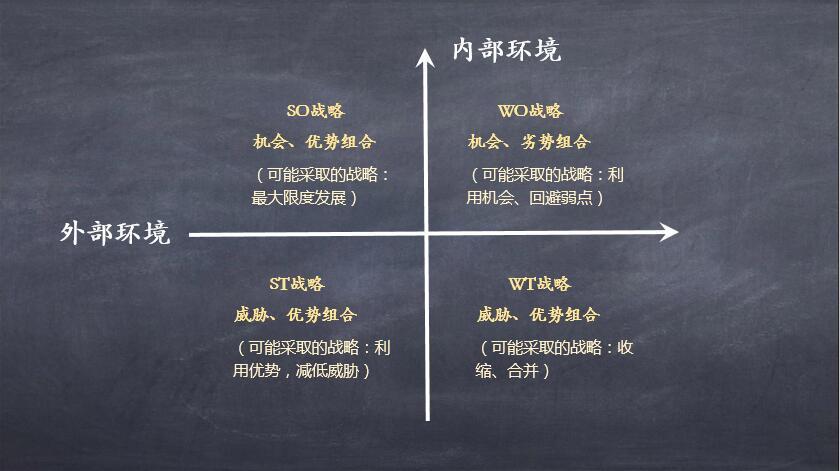 内部环境
SO战略
机会、优势组合
（可能采取的战略：
最大限度发展）
WO战略
机会、劣势组合
（可能采取的战略：利
用机会、回避弱点）
外部环境
ST战略
威胁、优势组合
（可能采取的战略：利
用优势，减低威胁）
WT战略
威胁、优势组合
（可能采取的战略：收
缩、合并）